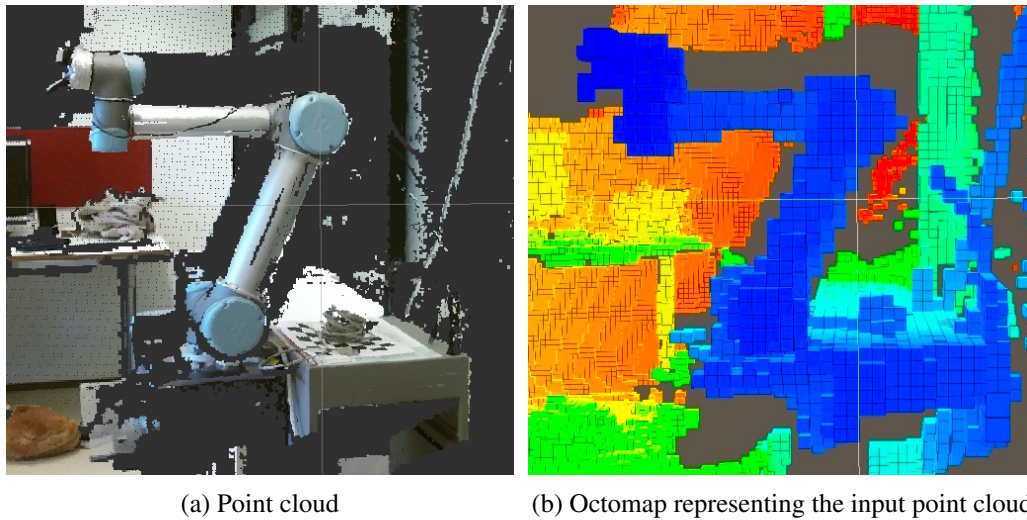 (a) Point cloud
(b) Octomap representing the input point cloud